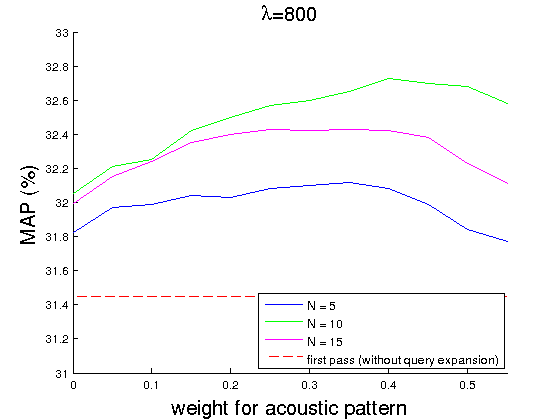 λ=800
MAP (%)
33
32.8
32.6
32.4
32.2
32
31.8
31.6
31.4
31.2
31
N = 5
N = 10
N = 15
first pass (without query expansion)
0
0.1
0.2
0.3
0.4
0.5
weight for acoustic pattern